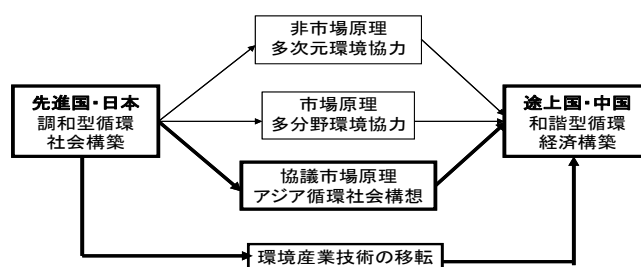 非市場原理
多次元環境協力
先進国・日本
調和型循環
社会構築
市場原理
多分野環境協力
途上国・中国
和諧型循環
経済構築
協議市場原理
アジア循環社会構想
環境産業技術の移転